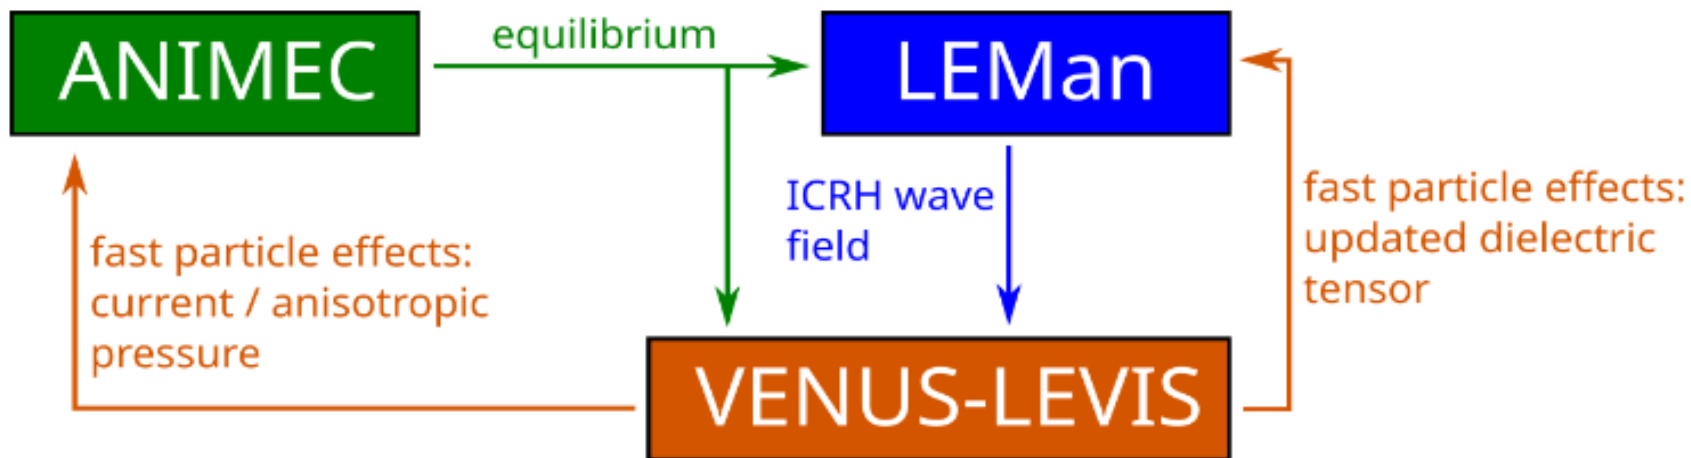 ANIMEC
equilibrium
LEMan
ICRH wave
field
fast particle effects:
updated dielectric
tensor
fast particle effects:
current / anisotropic
pressure
VENUS-LEVIS